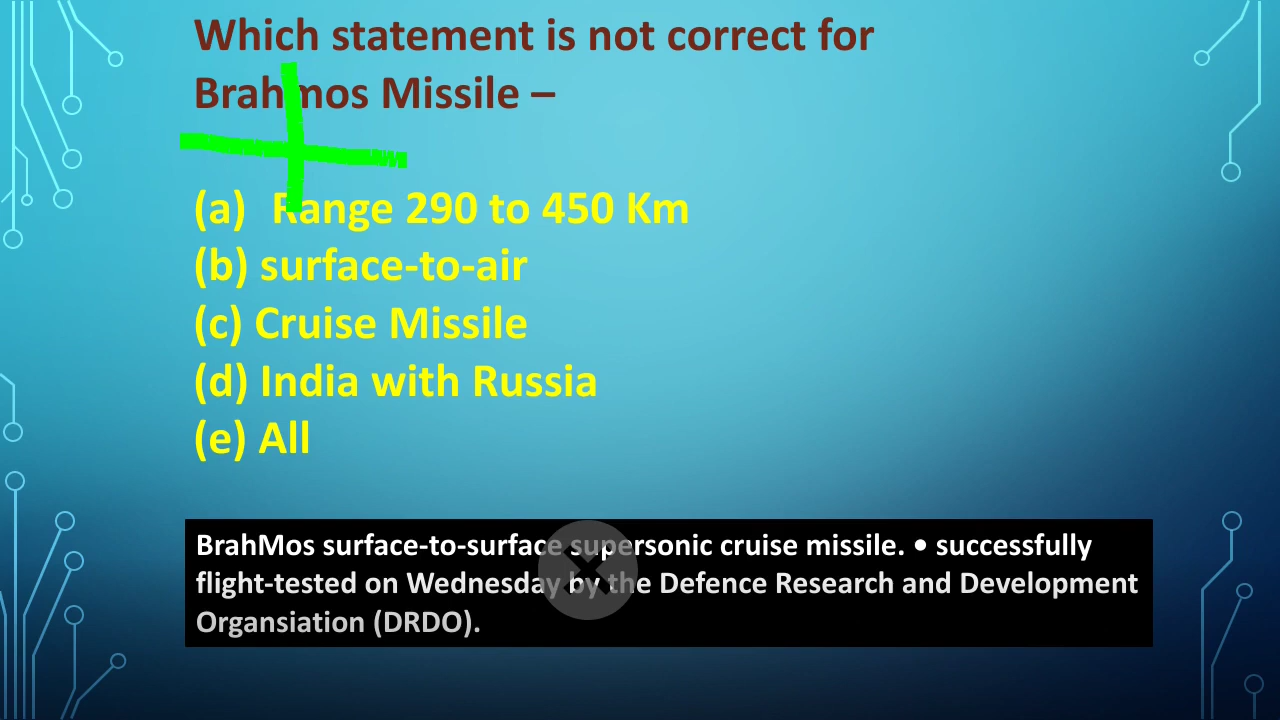 Which statement is not correct for
Brahmos Missile –
(a) Range 290 to 450 Km
(b) surface-to-air
(c) Cruise Missile
(d) India with Russia
(e) All
BrahMos surface-to-surface supersonic cruise missile. • successfully
flight-tested on Wednesday by the Defence Research and Development
Organsiation (DRDO).